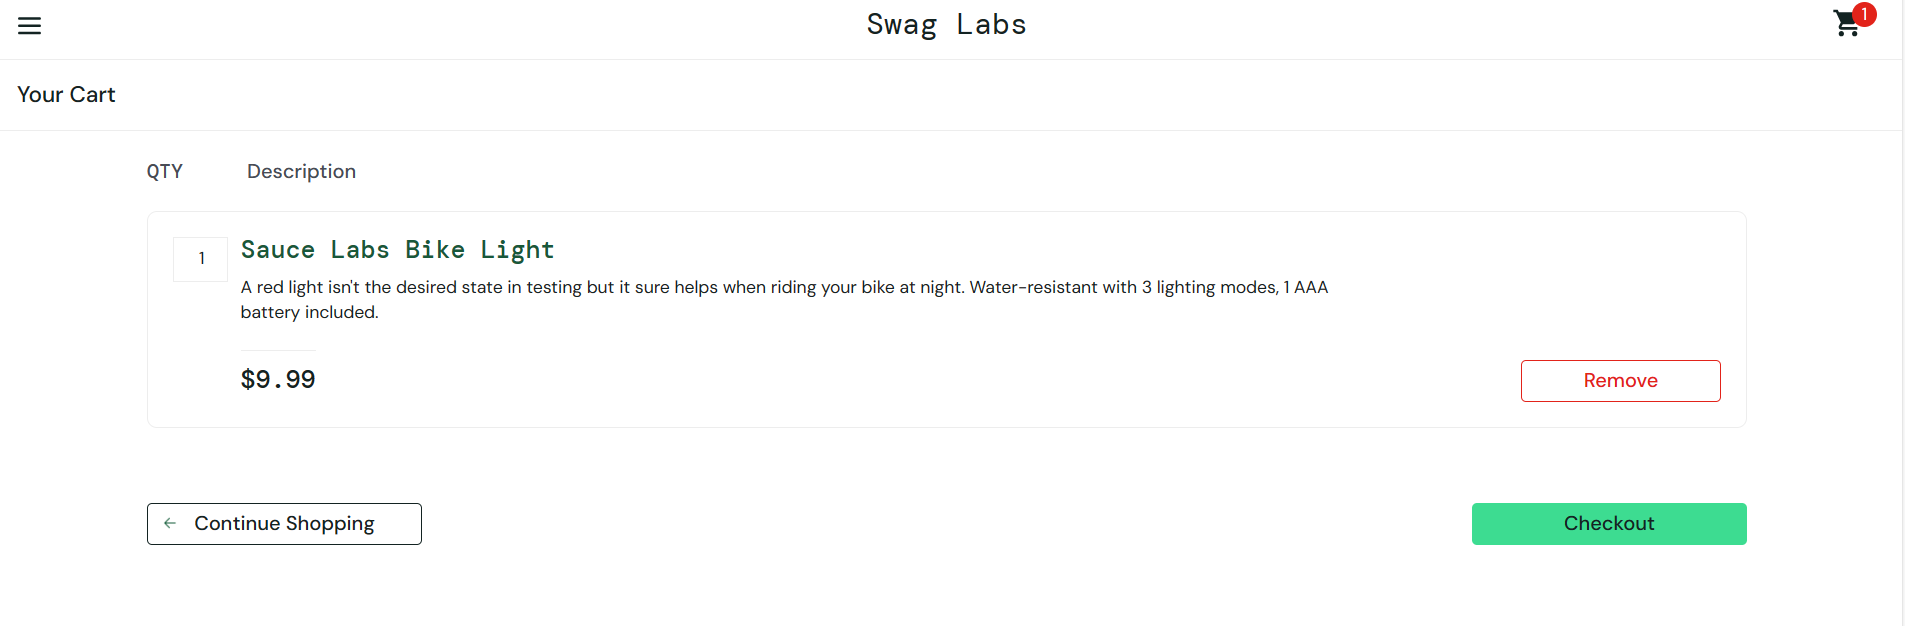 Swag Labs
1
Your Cart
QTY Description
1
Sauce Labs Bike Light
A red light isn't the desired state in testing but it sure helps when riding your bike at night. Water-resistant with 3 lighting modes, 1 AAA
battery included.
$9.99
Remove
Continue Shopping
Checkout